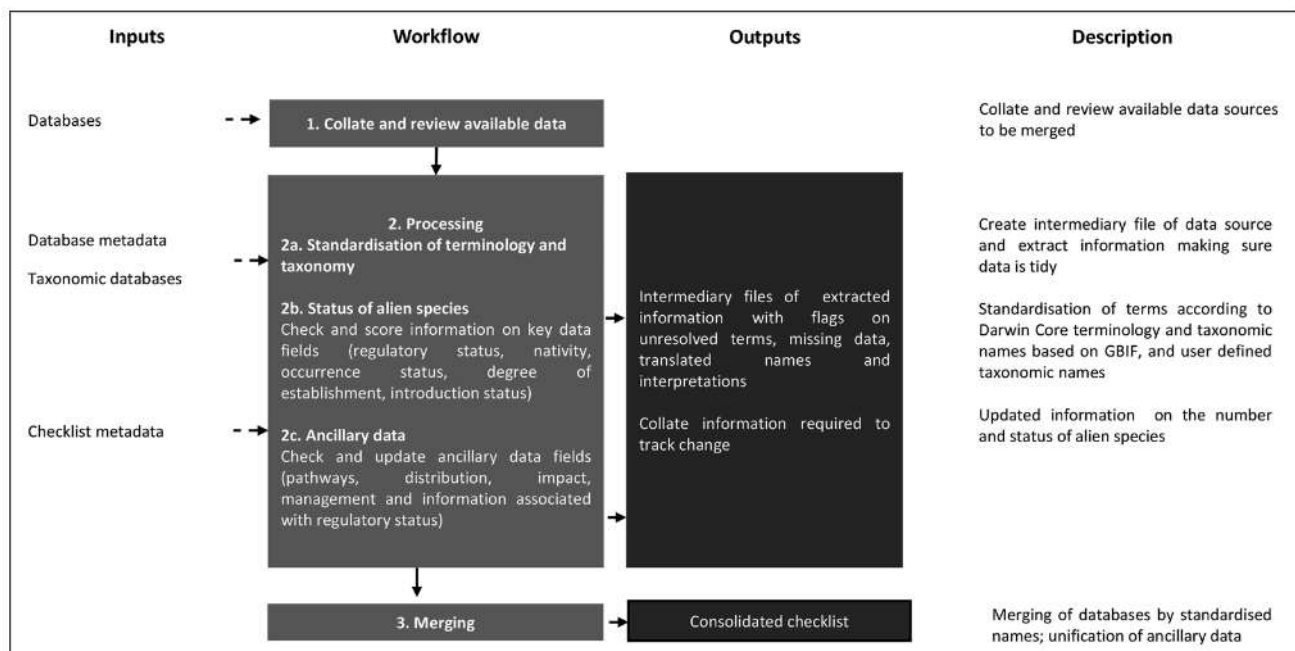 Inputs
Workflow
Outputs
Description
Databases
1. Collate and review available data
Collate and review available data sources
to be merged
Database metadata
Taxonomic databases
Checklist metadata
2. Processing
2a. Standardisation of terminology and
taxonomy
2b. Status of alien species
Check and score information on key data
fields (regulatory status, nativity,
occurrence status, degree of
establishment, introduction status)
2c. Ancillary data
Check and update ancillary data fields
(pathways, distribution, impact,
management and information associated
with regulatory status)
Intermediary files of extracted
information with flags on
unresolved terms, missing data,
translated names and
interpretations
Collate information required to
track change
Create intermediary file of data source
and extract information making sure
data is tidy
Standardisation of terms according to
Darwin Core terminology and taxonomic
names based on GBIF, and user defined
taxonomic names
Updated information on the number
and status of alien species
3. Merging
Consolidated checklist
Merging of databases by standardised
names; unification of ancillary data